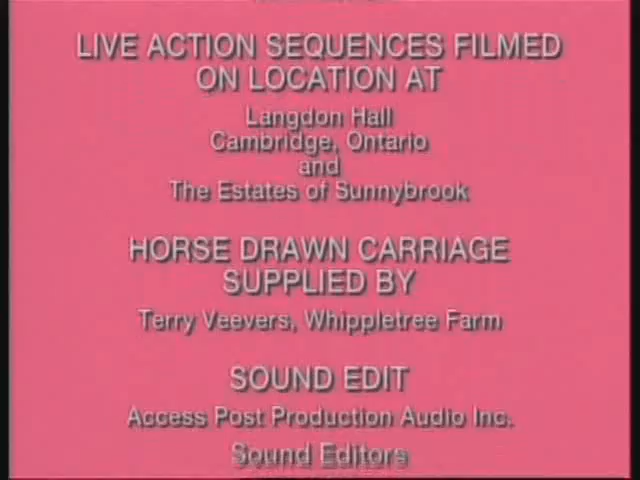 LIVE ACTION SEQUENCES FILMED
ON LOCATION AT
Langdon Hall
Cambridge, Ontario
and
The Estates of Sunnybrook
HORSE DRAWN CARRIAGE
SUPPLIED BY
Terry Veevers, Whippletree Farm
SOUND EDIT
Access Post Production Audio Inc.
Sound Editors